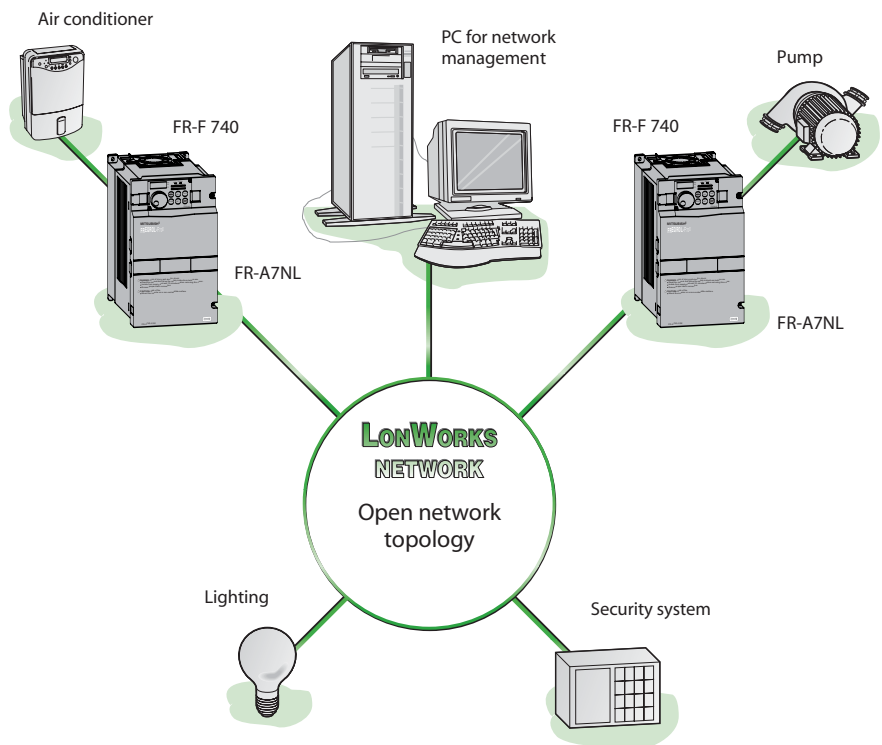 Air conditioner
PC for network
management
Pump
FR-F 740
FR-F 740
FR-A7NL
FR-A7NL
LONWORKS
NETWORK
Open network
topology
Lighting
Security system